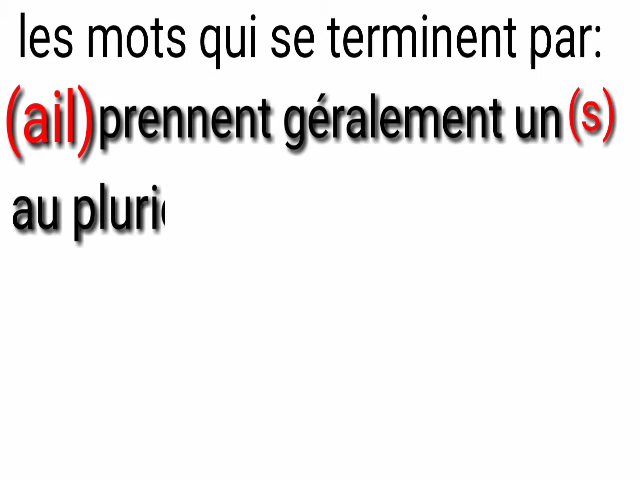 les mots qui se terminent par:
(ail) prennent géralement un (s)
au pluri